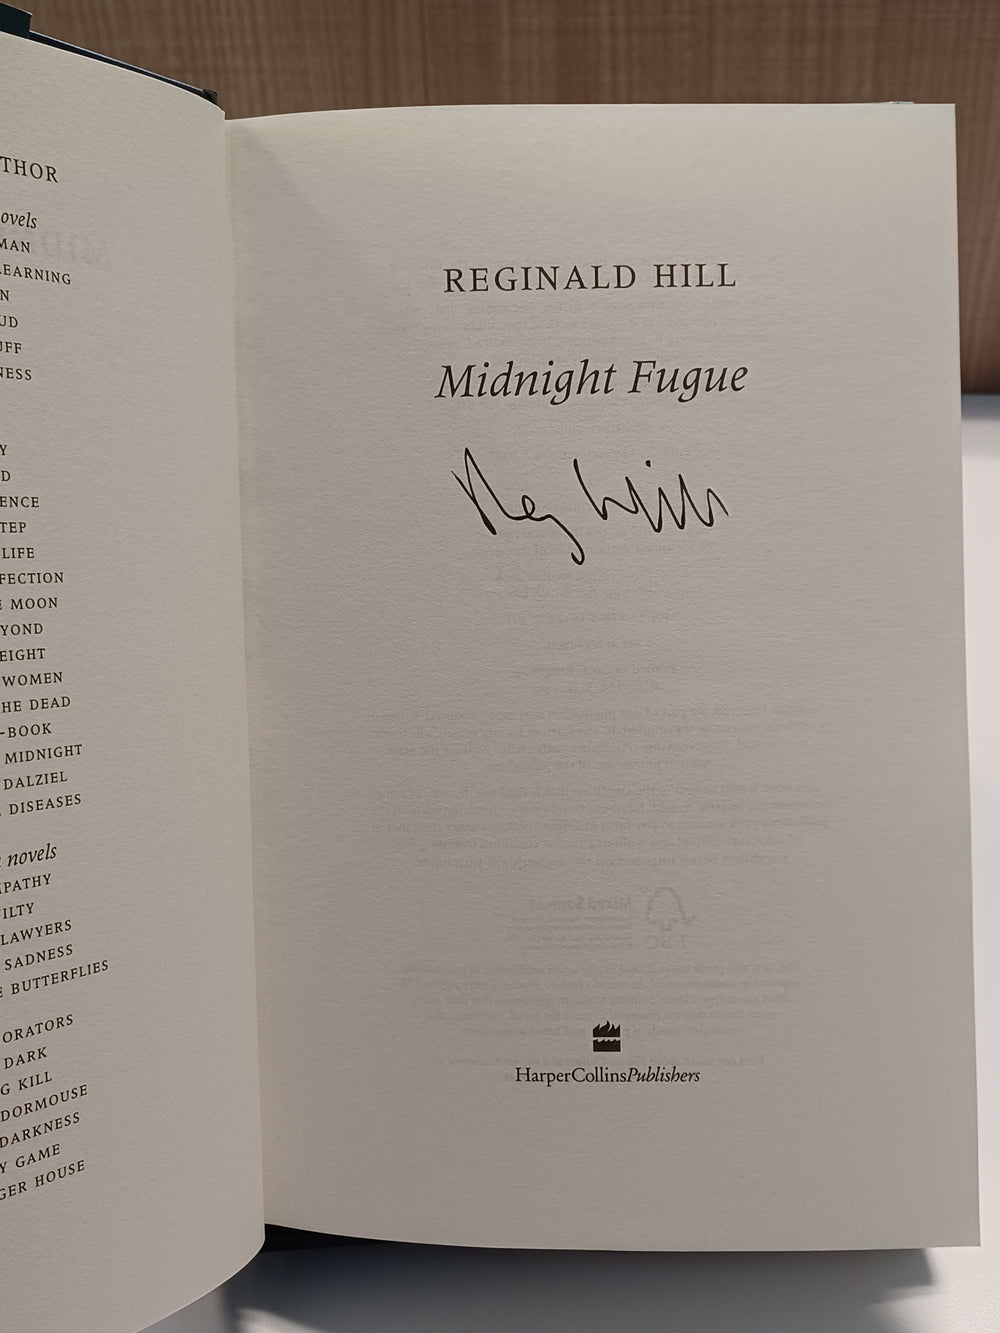 THOR
ovels
MAN
LEARNING
N
UD
UFF
NESS
Y
D
ENCE
TEP
LIFE
FECTION
E MOON
YOND
EIGHT
WOMEN
HE DEAD
-BOOK
MIDNIGHT
DALZIEL
DISEASES
novels
MPATHY
ILTY
LAWYERS
SADNESS
E BUTTERFLIES
ORATORS
DARK
G KILL
DORMOUSE
DARKNESS
Y GAME
GER HOUSE
REGINALD HILL
Midnight Fugue
Reg Hill
HarperCollinsPublishers